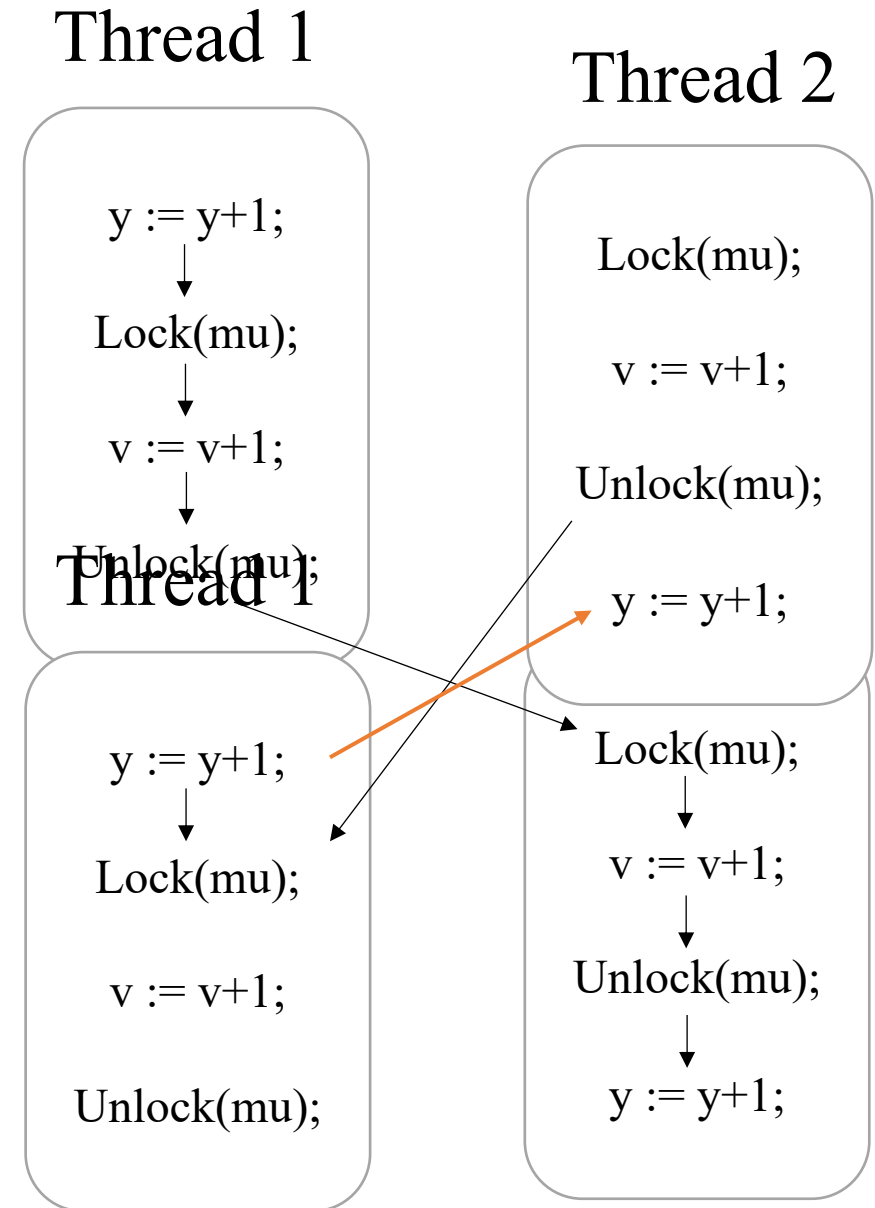 Thread 1
y := y+1;
Lock(mu);
v := v+1;
Unlock(mu);
Thread 2
Lock(mu);
v := v+1;
Unlock(mu);
y := y+1;
Thread 1
y := y+1;
Lock(mu);
v := v+1;
Unlock(mu);
Lock(mu);
v := v+1;
Unlock(mu);
y := y+1;